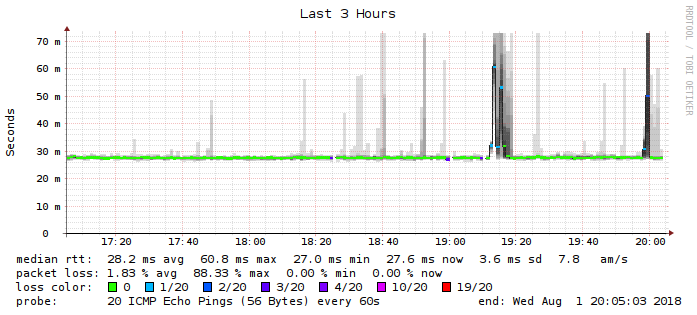 Last 3 Hours
RRDTOOL / TOBI OETIKER
Seconds
70 m
60 m
50 m
40 m
30 m
20 m
10 m
0
17:20 17:40 18:00 18:20 18:40 19:00 19:20 19:40 20:00
median rtt: 28.2 ms avg 60.8 ms max 27.0 ms min 27.6 ms now 3.6 ms sd 7.8 am/s
packet loss: 1.83 % avg 88.33 % max 0.00 % min 0.00 % now
loss color: 0 1/20 2/20 3/20 4/20 10/20 19/20
probe: 20 ICMP Echo Pings (56 Bytes) every 60s end: Wed Aug 1 20:05:03 2018